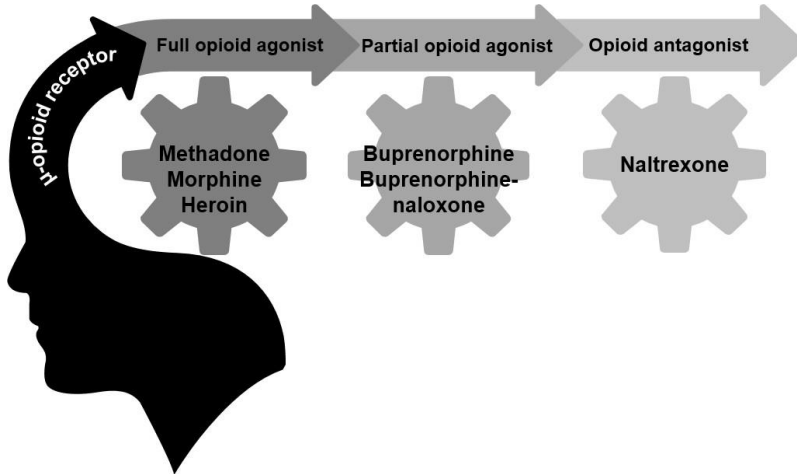 µ-opioid receptor
Full opioid agonist
Partial opioid agonist
Opioid antagonist
Methadone
Morphine
Heroin
Buprenorphine
Buprenorphine-
naloxone
Naltrexone